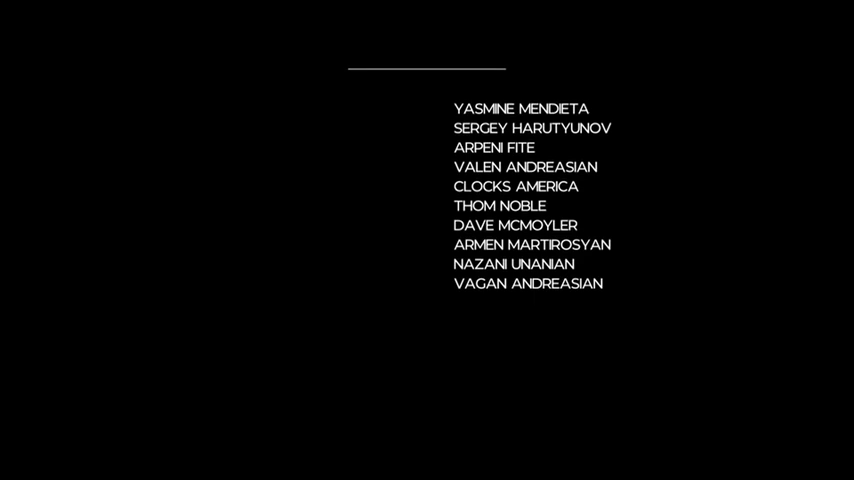 YASMINE MENDIETA
SERGEY HARUTYUNOV
ARPENI FITE
VALEN ANDREASIAN
CLOCKS AMERICA
THOM NOBLE
DAVE MCMOYLER
ARMEN MARTIROSYAN
NAZANI UNANIAN
VAGAN ANDREASIAN